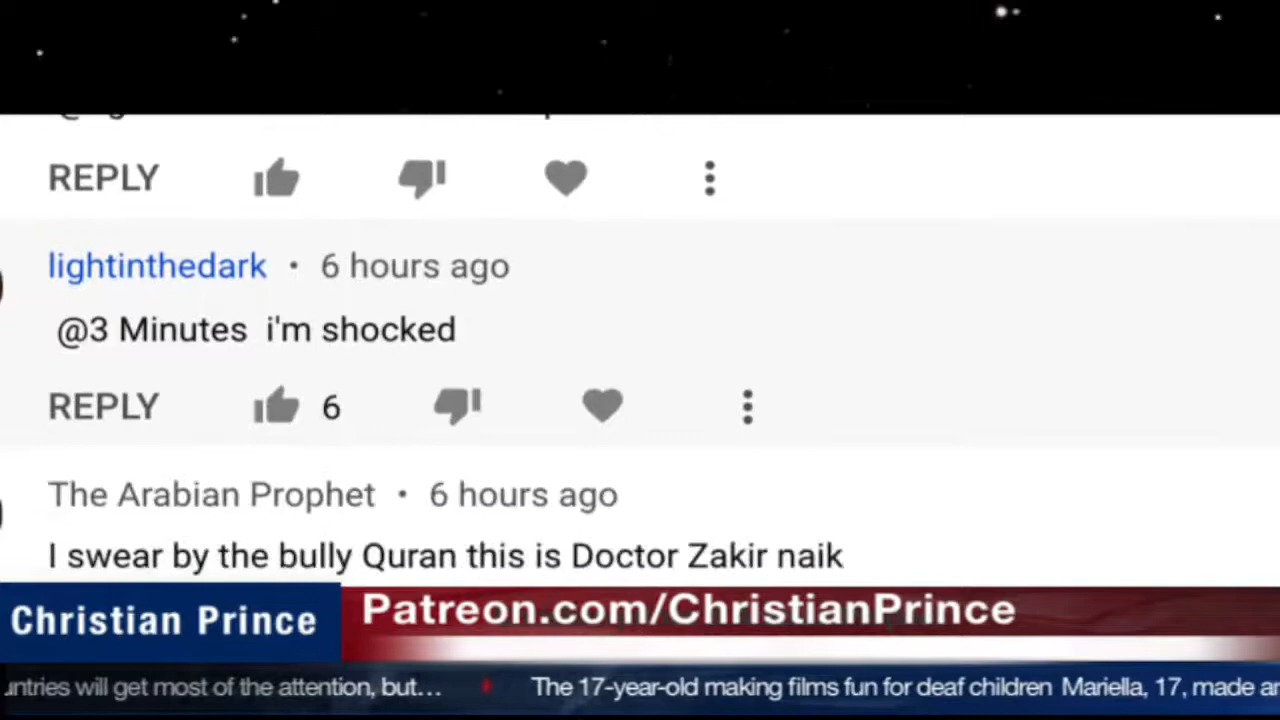 REPLY
lightinthedark • 6 hours ago
@3 Minutes i'm shocked
REPLY 6
The Arabian Prophet • 6 hours ago
I swear by the bully Quran this is Doctor Zakir naik
Christian Prince
Patreon.com/ChristianPrince
will get most of the attention, but... The 17-year-old making films fun for deaf children Mariella, 17, made